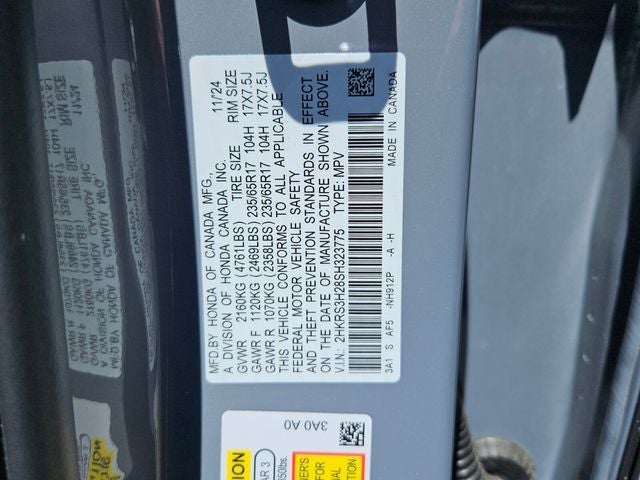 MFD.BY HONDA OF CANADA MFG., 11/24
A DIVISION OF HONDA CANADA INC.
GVWR 2160KG (4761LBS) TIRE SIZE RIM SIZE
GAWR F 1120KG (2469LBS) 235/65R17 104H 17X7.5J
GAWR R 1070KG (2358LBS) 235/65R17 104H 17X7.5J
THIS VEHICLE CONFORMS TO ALL APPLICABLE
FEDERAL MOTOR VEHICLE SAFETY
AND THEFT PREVENTION STANDARDS IN EFFECT
ON THE DATE OF MANUFACTURE SHOWN ABOVE.
V.I.N.: 2HKRS3H28SH323775 TYPE: MPV
3A1 S AF5 -NH912P -A -H MADE IN CANADA
3A0 A0